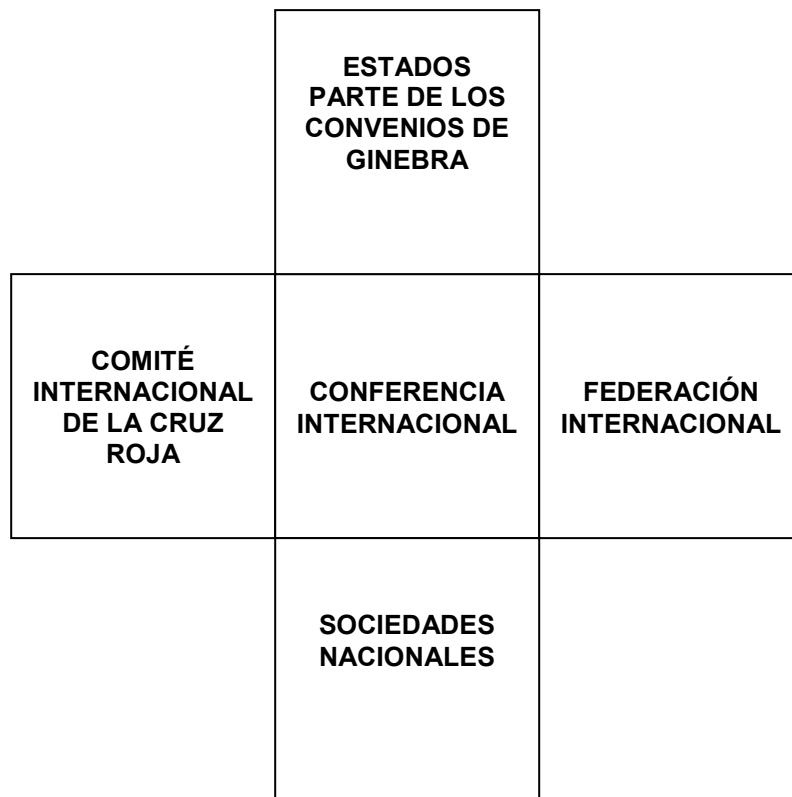 ESTADOS
PARTE DE LOS
CONVENIOS DE
GINEBRA
COMITÉ
INTERNACIONAL
DE LA CRUZ
ROJA
CONFERENCIA
INTERNACIONAL
FEDERACIÓN
INTERNACIONAL
SOCIEDADES
NACIONALES